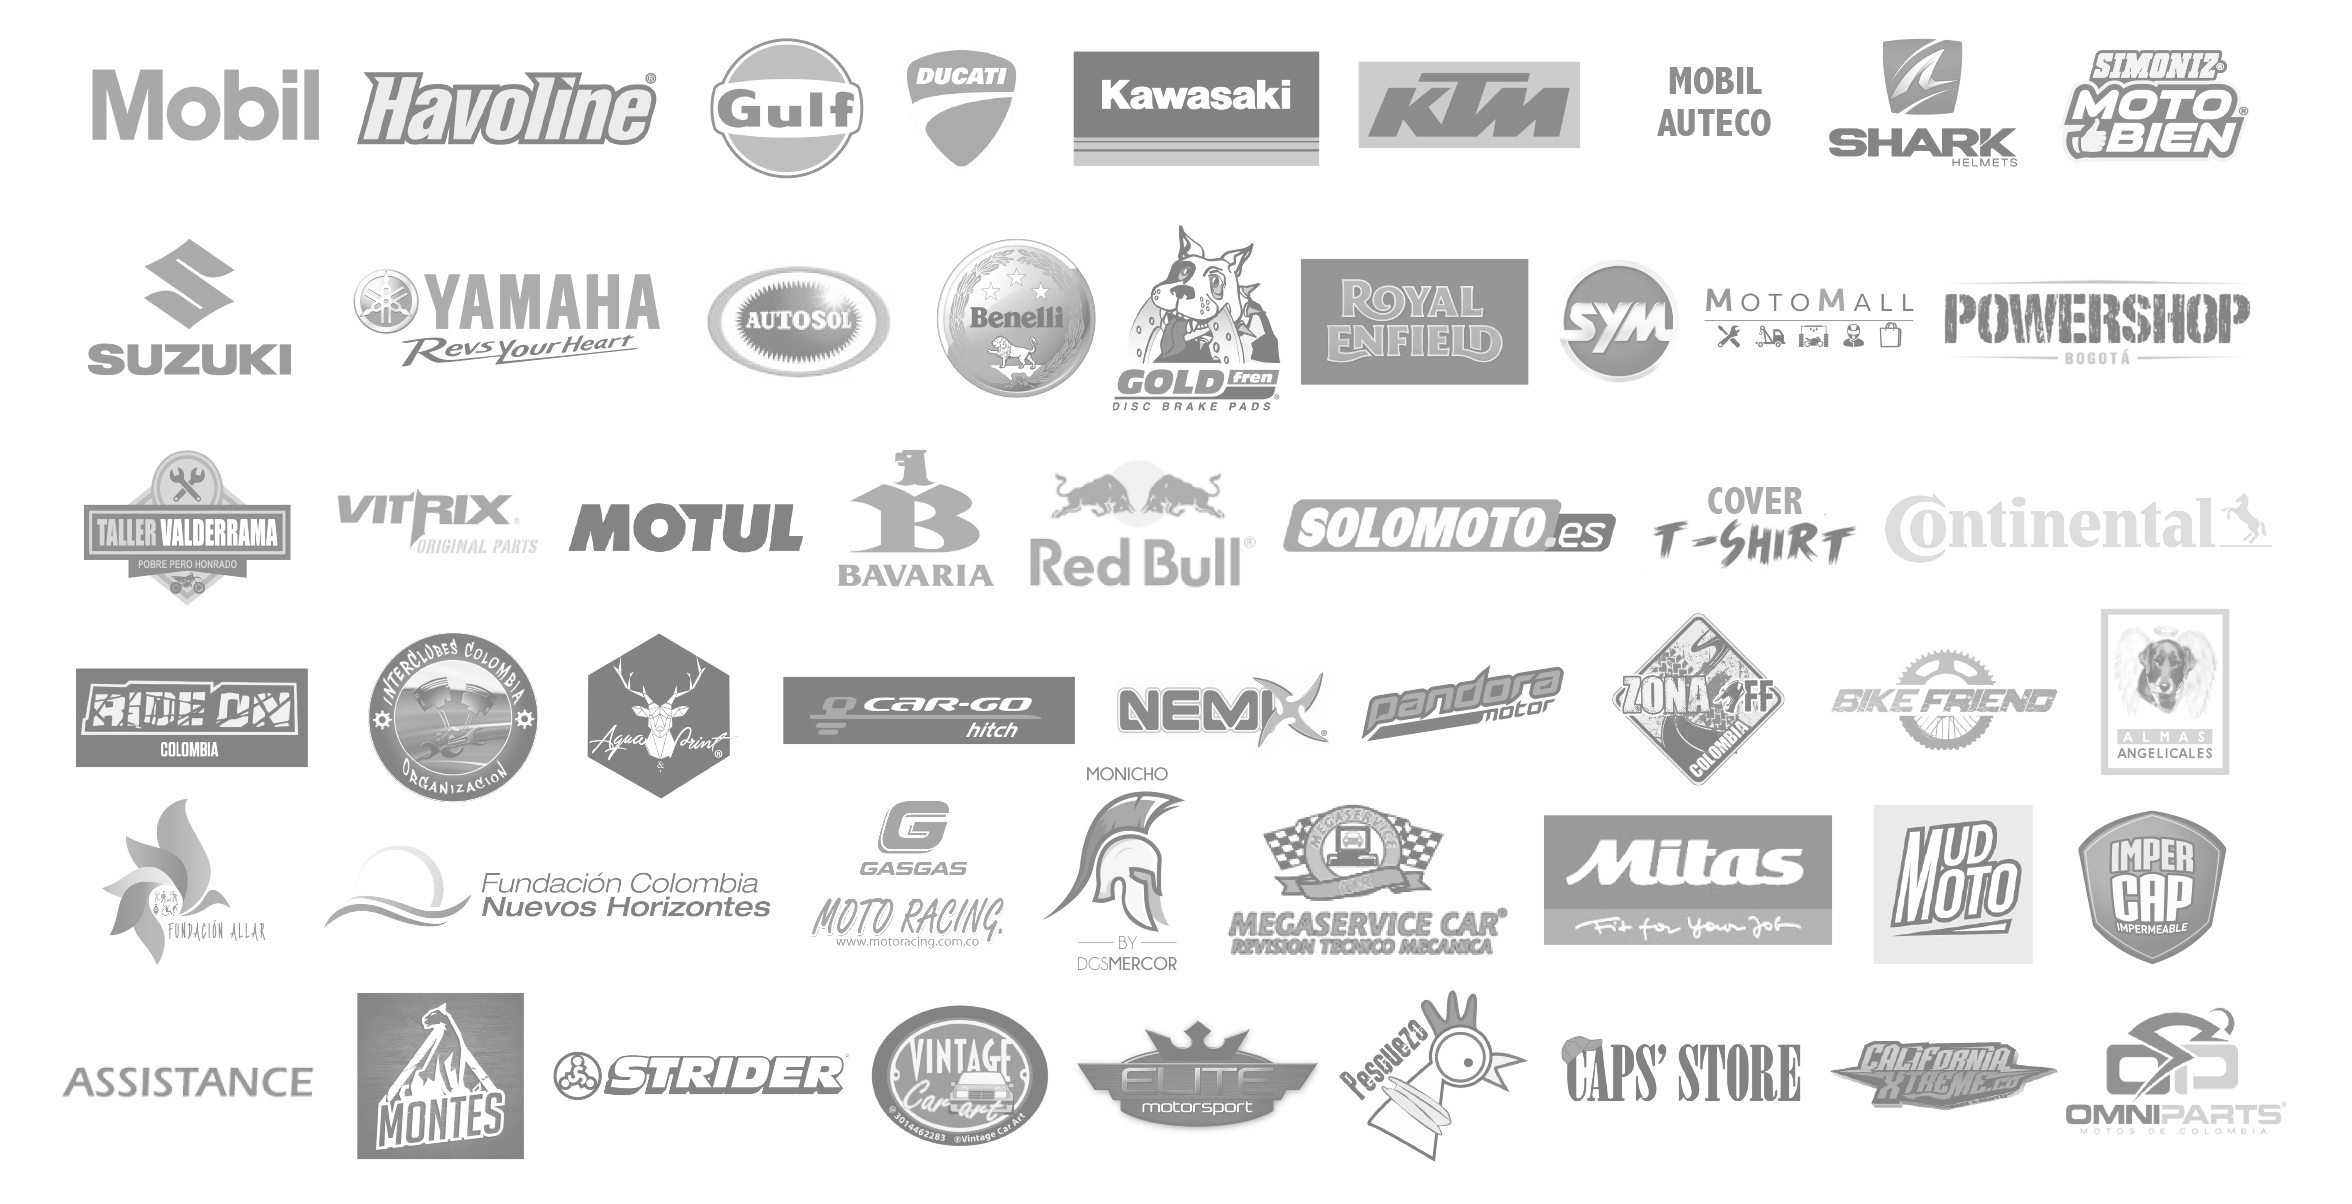 Mobil
Havoline®
Gulf
DUCATI
Kawasaki
KTM
MOBIL
AUTECO
SHARK
HELMETS
SIMONIZ®
MOTO®
BIEN
SUZUKI
YAMAHA
Revs Your Heart
AUTOSOL
Benelli
GOLD fren®
DISC BRAKE PADS
ROYAL
ENFIELD
SYM
MOTOMALL
POWERSHOP
BOGOTÁ
TALLER VALDERRAMA
POBRE PERO HONRADO
VITRIX®
ORIGINAL PARTS
MOTUL
B
BAVARIA
Red Bull®
SOLOMOTO.es
COVER
T-SHIRT
Continental
RIDE ON
COLOMBIA
INTERCLUBES COLOMBIA
ORGANIZACION
Aqua Print®
&
CAR-GO
hitch
NEMIX®
pandora
motor
ZONA OFF
COLOMBIA
BIKE FRIEND
ALMAS
ANGELICALES
FUNDACIÓN ALLAR
Fundación Colombia
Nuevos Horizontes
G
GASGAS
MOTO RACING.
www.motoracing.com.co
MONICHO
BY
DGSMERCOR
MEGASERVICE
MEGASERVICE CAR®
REVISION TECNICO MECANICA
Mitas
Fit for Your Job
MUD
MOTO
IMPER
CAP
IMPERMEABLE
ASSISTANCE
MONTES
STRIDER®
VINTAGE
Car art
3014462283 Vintage Car Art
ELITE
motorsport
Pescuezo
CAPS' STORE
CALIFORNIA
XTREME.CO
OMNIPARTS®
MOTOS DE COLOMBIA